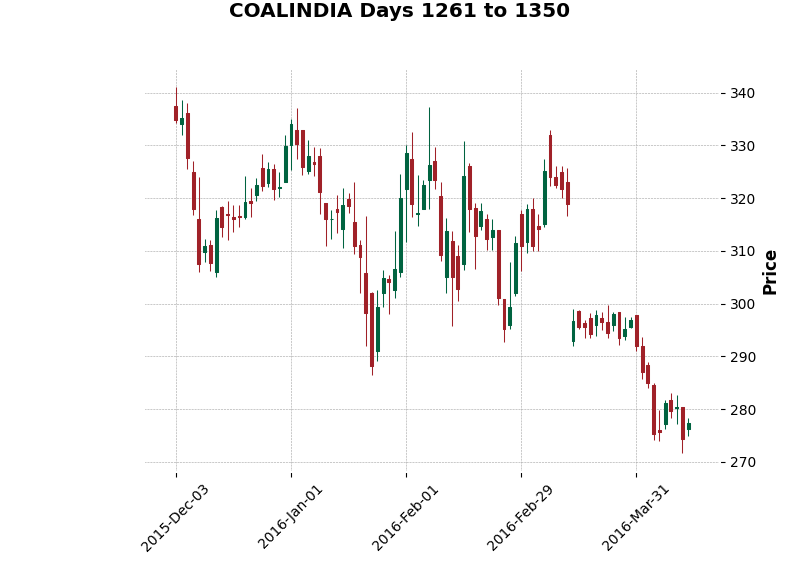 COALINDIA Days 1261 to 1350
340
330
320
310
300
290
280
270
Price
2015-Dec-03
2016-Jan-01
2016-Feb-01
2016-Feb-29
2016-Mar-31